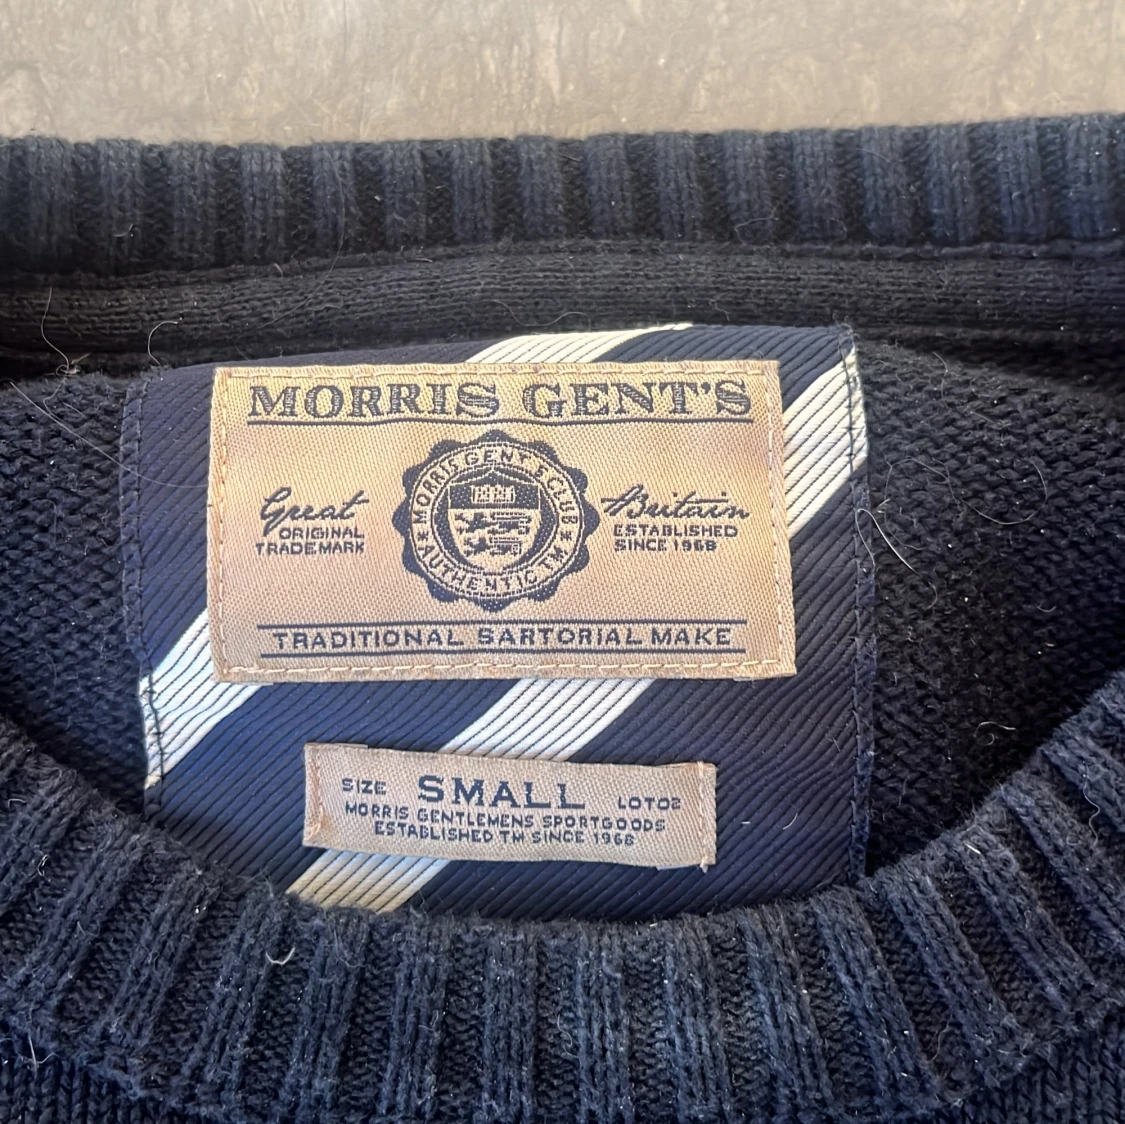 MORRIS GENT'S
Great
ORIGINAL
TRADEMARK
MORRIS GENT'S CLUB
AUTHENTIC TM
Britain
ESTABLISHED
SINCE 1968
TRADITIONAL SARTORIAL MAKE
SIZE SMALL LOT02
MORRIS GENTLEMENS SPORTGOODS
ESTABLISHED TM SINCE 1968